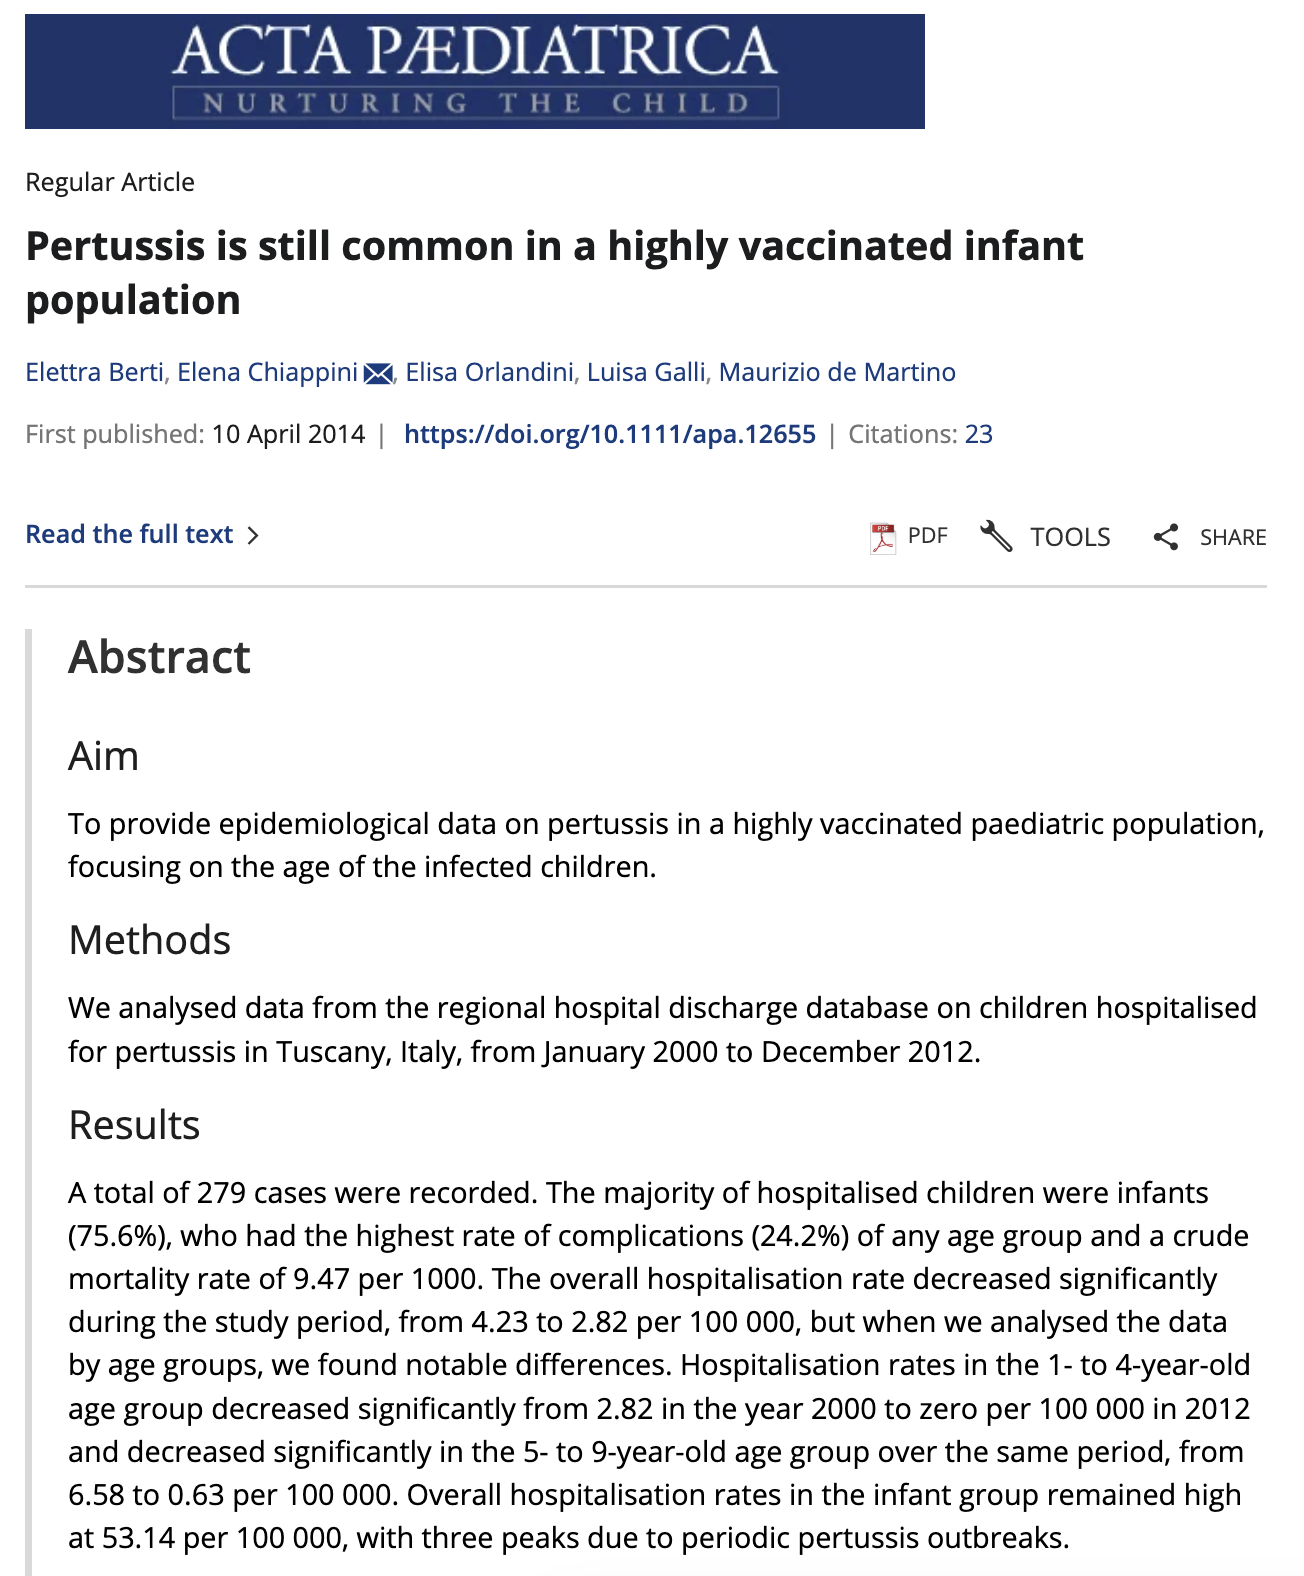 ACTA PÆDIATRICA
NURTURING THE CHILD
Regular Article
Pertussis is still common in a highly vaccinated infant
population
Elettra Berti, Elena Chiappini, Elisa Orlandini, Luisa Galli, Maurizio de Martino
First published: 10 April 2014 | https://doi.org/10.1111/apa.12655 | Citations: 23
Read the full text >
PDF PDF TOOLS SHARE
Abstract
Aim
To provide epidemiological data on pertussis in a highly vaccinated paediatric population,
focusing on the age of the infected children.
Methods
We analysed data from the regional hospital discharge database on children hospitalised
for pertussis in Tuscany, Italy, from January 2000 to December 2012.
Results
A total of 279 cases were recorded. The majority of hospitalised children were infants
(75.6%), who had the highest rate of complications (24.2%) of any age group and a crude
mortality rate of 9.47 per 1000. The overall hospitalisation rate decreased significantly
during the study period, from 4.23 to 2.82 per 100 000, but when we analysed the data
by age groups, we found notable differences. Hospitalisation rates in the 1- to 4-year-old
age group decreased significantly from 2.82 in the year 2000 to zero per 100 000 in 2012
and decreased significantly in the 5- to 9-year-old age group over the same period, from
6.58 to 0.63 per 100 000. Overall hospitalisation rates in the infant group remained high
at 53.14 per 100 000, with three peaks due to periodic pertussis outbreaks.